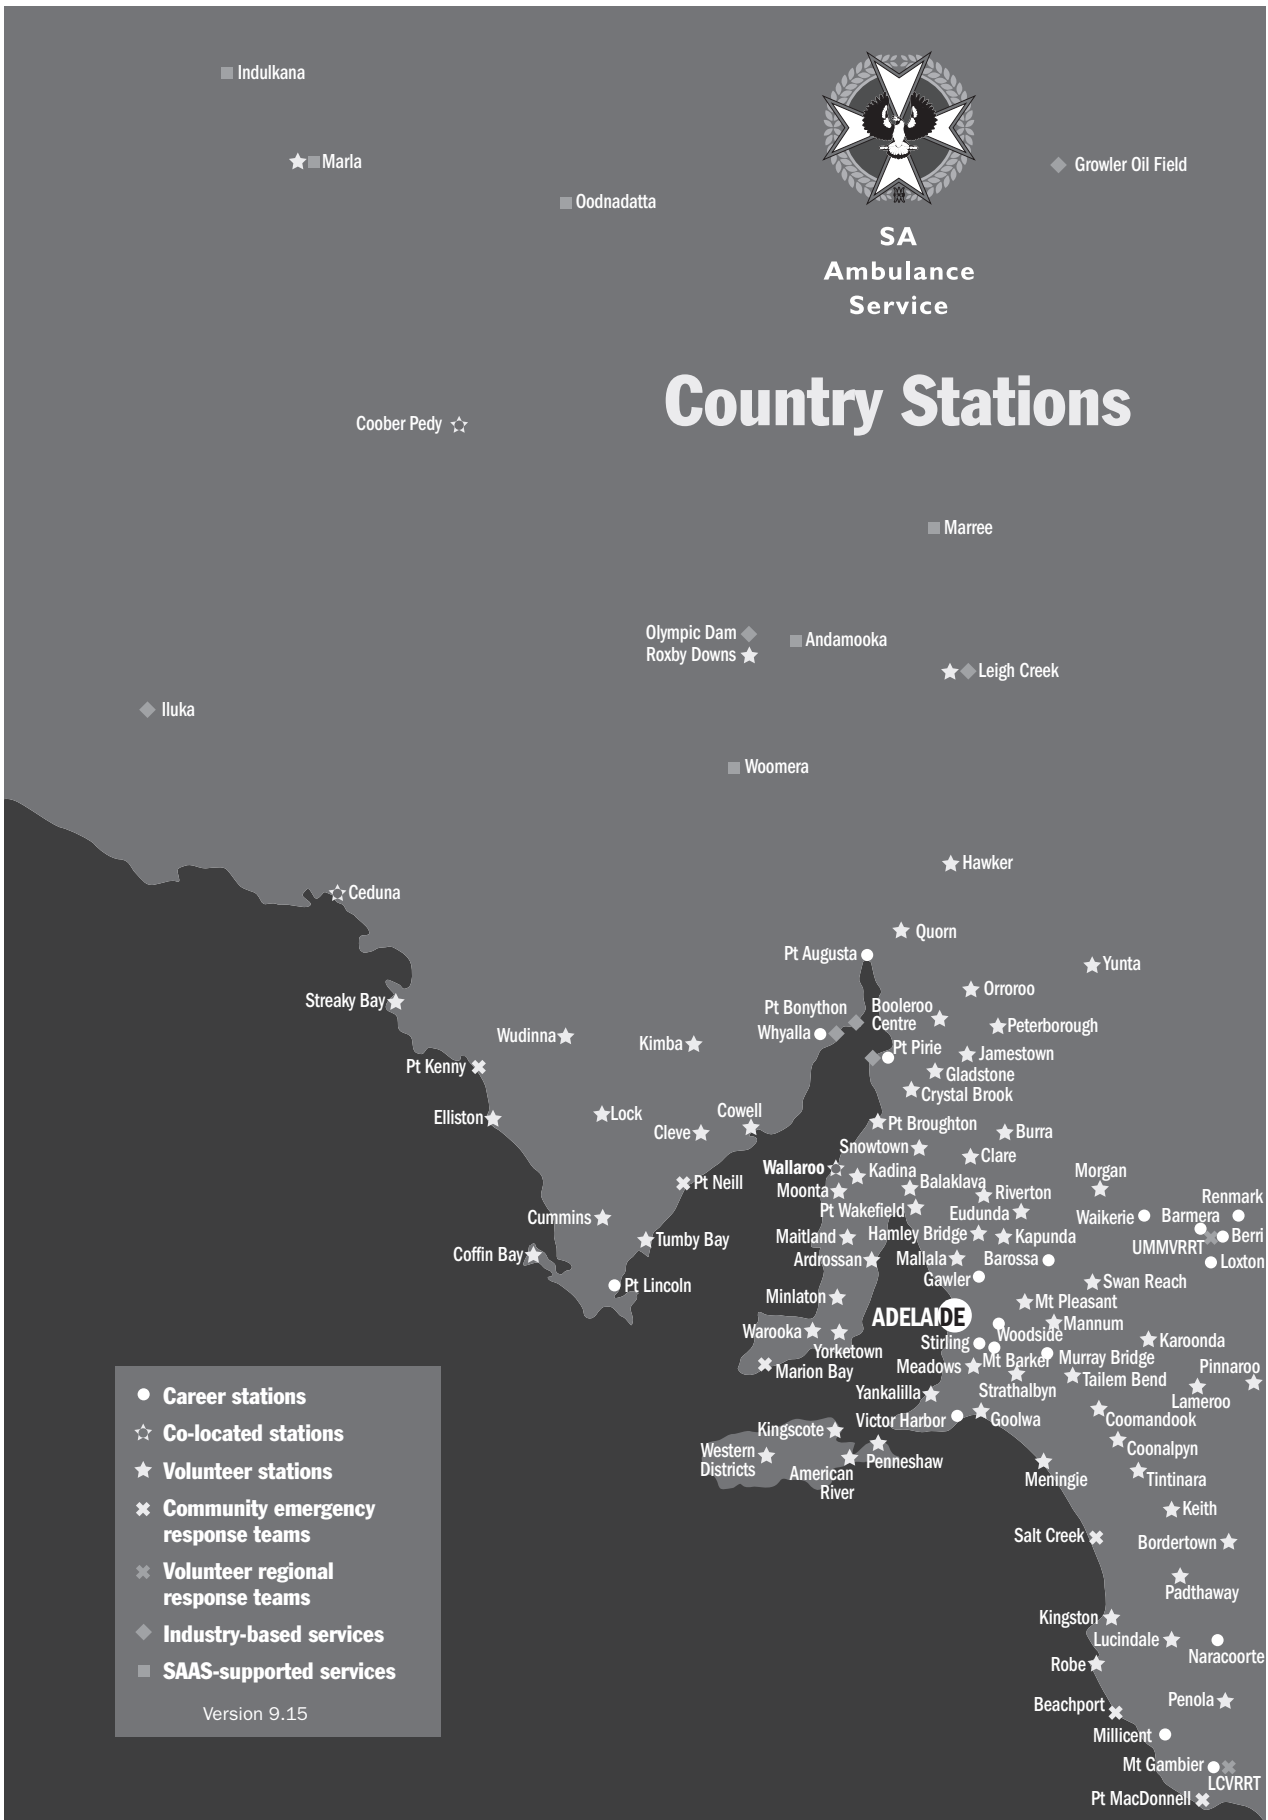 Indulkana
Marla
Growler Oil Field
Oodnadatta
SA
Ambulance
Service
Country Stations
Coober Pedy
Marree
Olympic Dam
Andamooka
Roxby Downs
Leigh Creek
Iluka
Woomera
Hawker
Ceduna
Quorn
Pt Augusta
Yunta
Orroroo
Streaky Bay
Pt Bonython
Booleroo
Centre
Peterborough
Whyalla
Wudinna
Kimba
Pt Pirie
Jamestown
Pt Kenny
Gladstone
Crystal Brook
Elliston
Lock
Cowell
Cleve
Pt Broughton
Burra
Snowtown
Clare
Wallaroo
Kadina
Morgan
Pt Neill
Moonta
Balaklava
Riverton
Renmark
Pt Wakefield
Eudunda
Waikerie
Barmera
Cummins
Maitland
Hamley Bridge
Kapunda
Berri
Tumby Bay
UMMVRRT
Coffin Bay
Ardrossan
Mallala
Barossa
Loxton
Pt Lincoln
Gawler
Swan Reach
Minlaton
Mt Pleasant
ADELAIDE
Mannum
Warooka
Woodside
Karoonda
Stirling
Yorketown
Mt Barker
Murray Bridge
Marion Bay
Meadows
Pinnaroo
Tailem Bend
Strathalbyn
Yankalilla
Lameroo
Victor Harbor
Goolwa
Coomandook
Kingscote
Western
Districts
Penneshaw
Coonalpyn
American
River
Meningie
Tintinara
Keith
Salt Creek
Bordertown
Padthaway
Kingston
Lucindale
Naracoorte
Robe
Penola
Beachport
Millicent
Mt Gambier
LCVRRT
Pt MacDonnell
Career stations
Co-located stations
Volunteer stations
Community emergency
response teams
Volunteer regional
response teams
Industry-based services
SAAS-supported services
Version 9.15